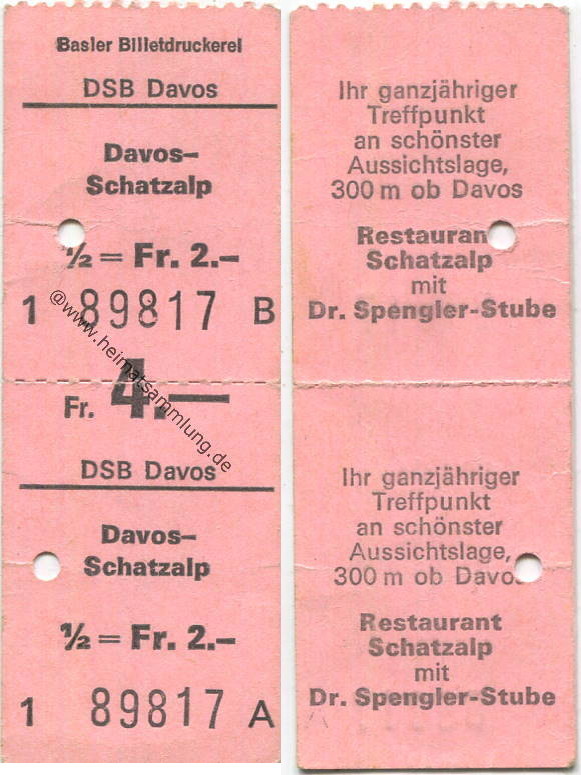 Basler Billetdruckerei
DSB Davos
Davos-
Schatzalp
½ = Fr. 2.-
1 89817 B
Fr. 4.—
DSB Davos
Davos-
Schatzalp
½ = Fr. 2.-
1 89817 A
@www.heimatsammlung.de
Ihr ganzjähriger
Treffpunkt
an schönster
Aussichtslage,
300 m ob Davos
Restauran
Schatzalp
mit
Dr. Spengler-Stube
Ihr ganzjähriger
Treffpunkt
an schönster
Aussichtslage,
300 m ob Davo
Restaurant
Schatzalp
mit
Dr. Spengler-Stube